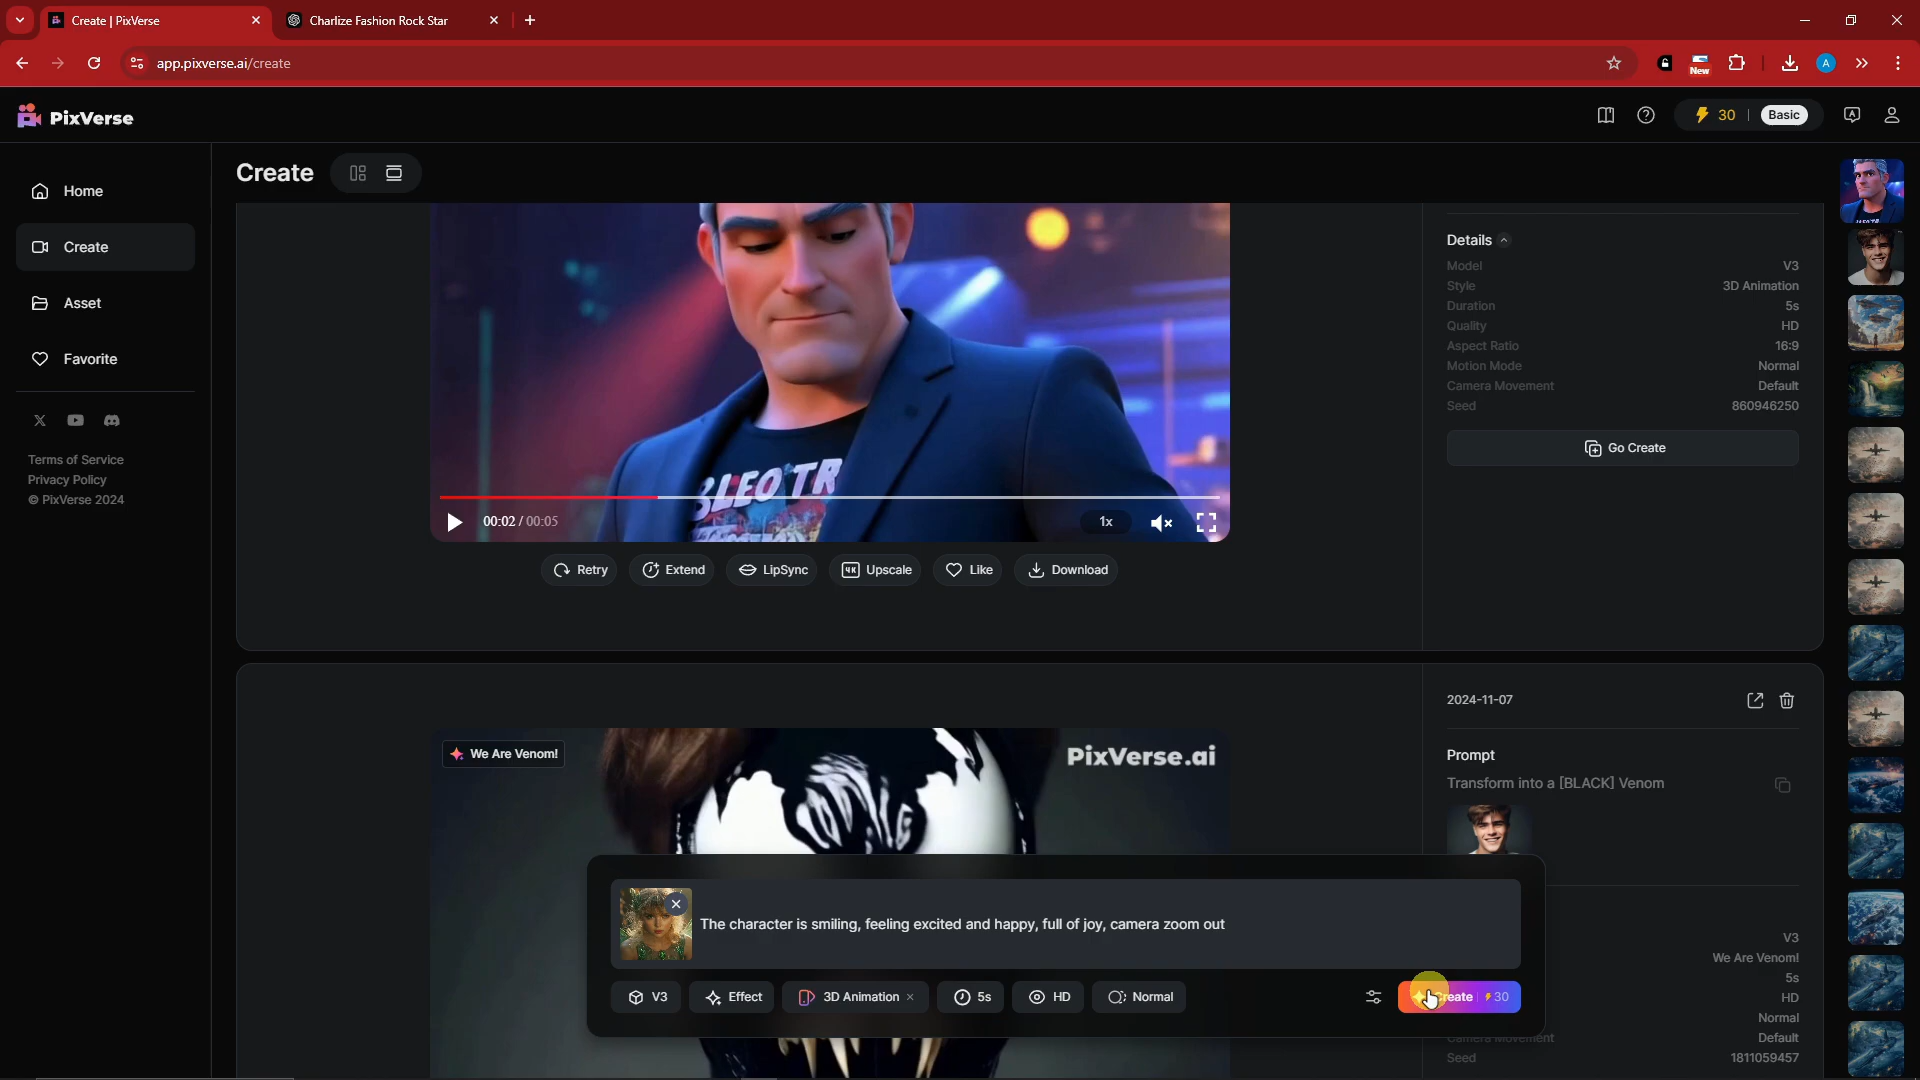 Create | PixVerse
Charlize Fashion Rock Star
app.pixverse.ai/create
New
A
PixVerse
30
Basic
Home
Create
Asset
Favorite
Terms of Service
Privacy Policy
© PixVerse 2024
Create
00:02 / 00:05
1x
Retry
Extend
LipSync
4K
Upscale
Like
Download
Details
Model V3
Style 3D Animation
Duration 5s
Quality HD
Aspect Ratio 16:9
Motion Mode Normal
Camera Movement Default
Seed 860946250
Go Create
We Are Venom!
PixVerse.ai
2024-11-07
Prompt
Transform into a [BLACK] Venom
V3
We Are Venom!
5s
HD
Normal
Camera Movement Default
Seed 1811059457
The character is smiling, feeling excited and happy, full of joy, camera zoom out
V3
Effect
3D Animation
5s
HD
Normal
Create
30